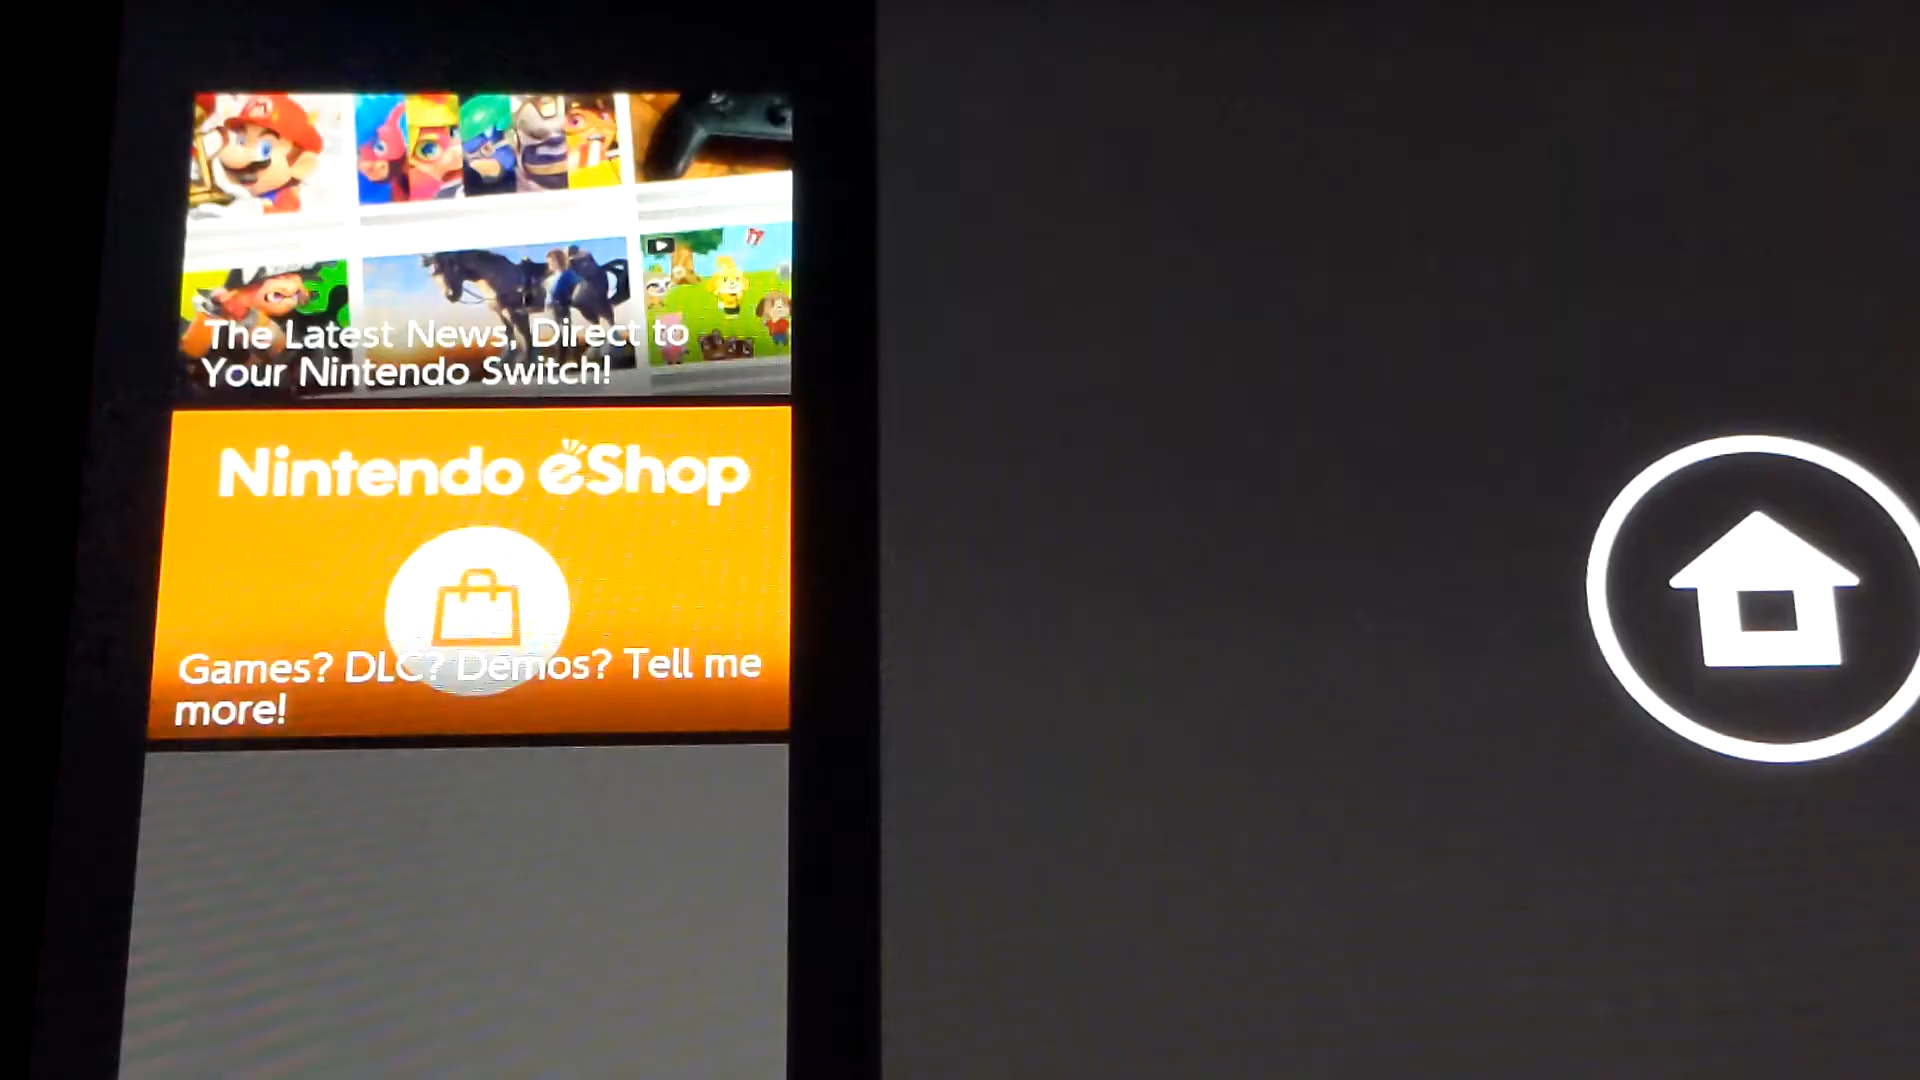 The Latest News, Direct to
Your Nintendo Switch!
Nintendo eShop
Games? DLC? Demos? Tell me
more!